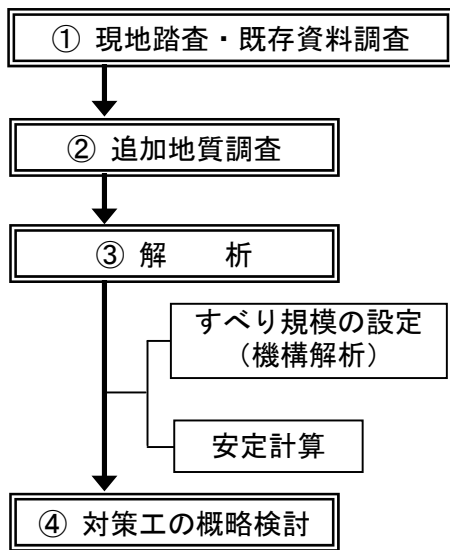 ① 現地踏査・既存資料調査
② 追加地質調査
③ 解　　析
すべり規模の設定
（機構解析）
安定計算
④ 対策工の概略検討